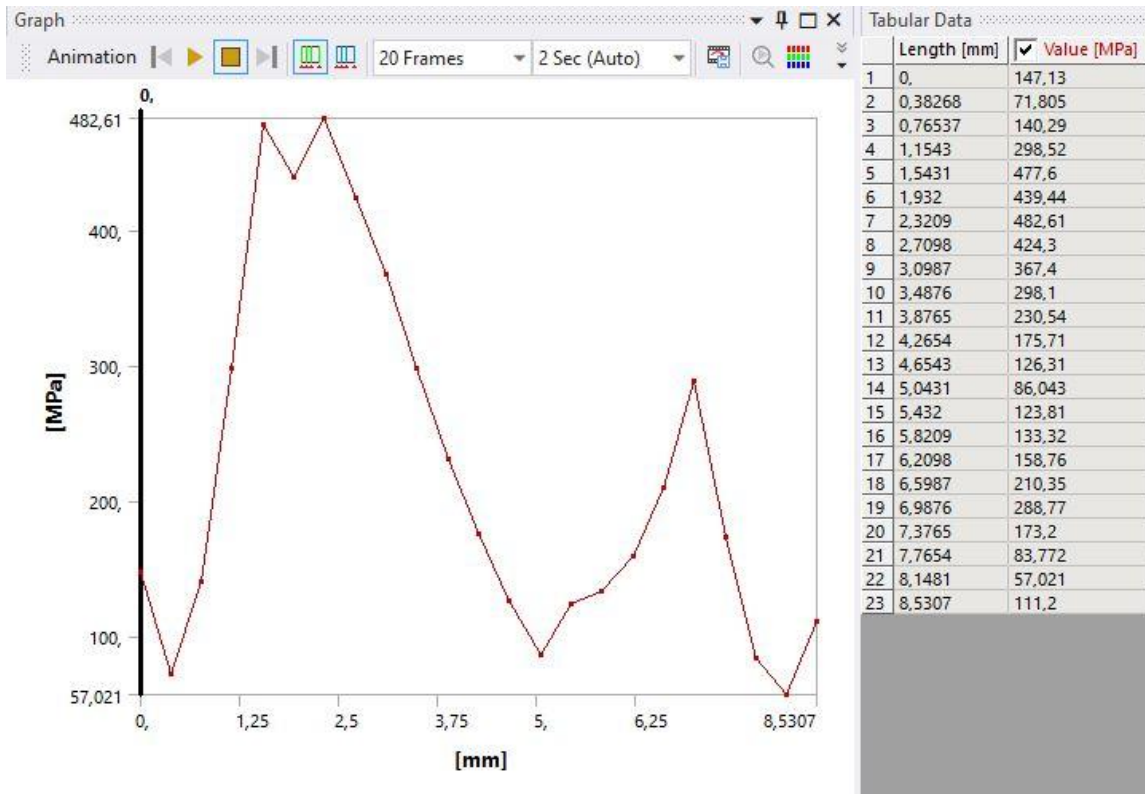 Graph
Animation 20 Frames 2 Sec (Auto)
0,
482,61
400,
300,
200,
100,
57,021
[MPa]
0, 1,25 2,5 3,75 5, 6,25 8,5307
[mm]
Tabular Data
Length [mm] Value [MPa]
1 0, 147,13
2 0,38268 71,805
3 0,76537 140,29
4 1,1543 298,52
5 1,5431 477,6
6 1,932 439,44
7 2,3209 482,61
8 2,7098 424,3
9 3,0987 367,4
10 3,4876 298,1
11 3,8765 230,54
12 4,2654 175,71
13 4,6543 126,31
14 5,0431 86,043
15 5,432 123,81
16 5,8209 133,32
17 6,2098 158,76
18 6,5987 210,35
19 6,9876 288,77
20 7,3765 173,2
21 7,7654 83,772
22 8,1481 57,021
23 8,5307 111,2